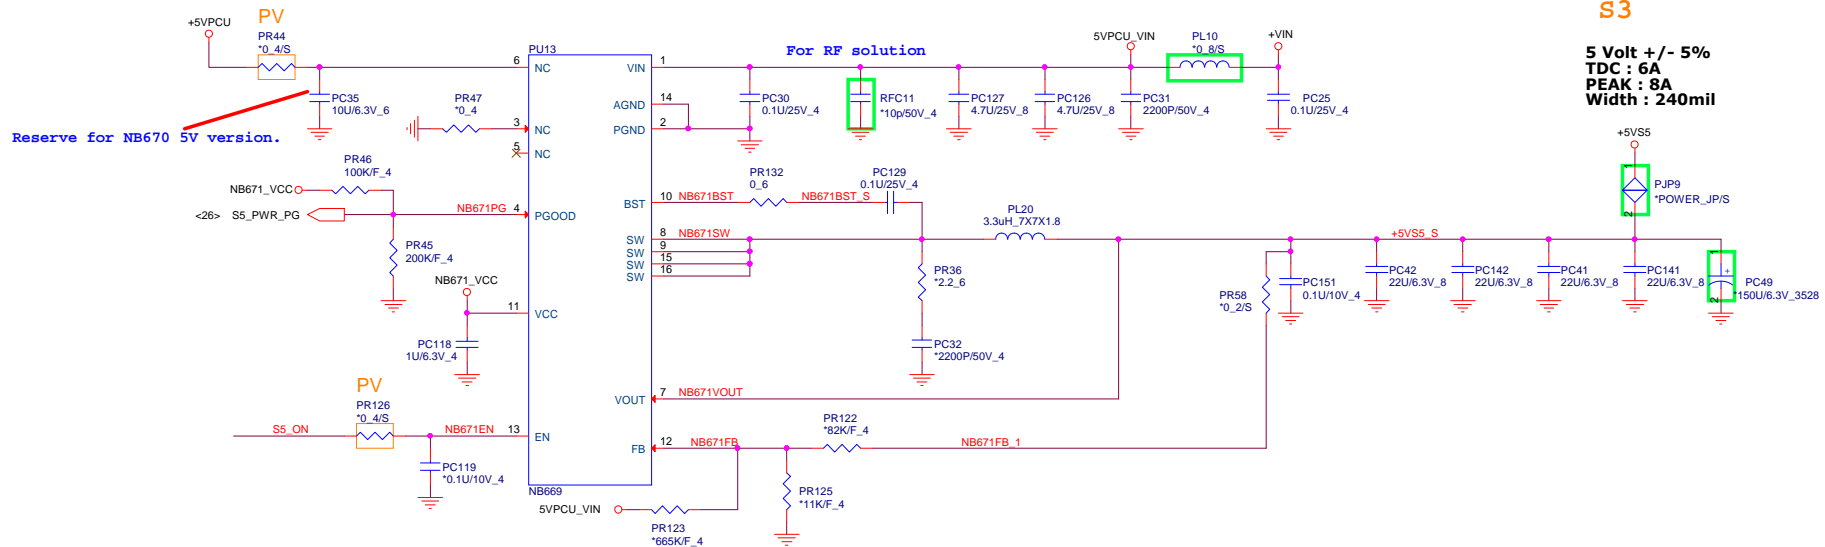 S3
5 Volt +/- 5%
TDC : 6A
PEAK : 8A
Width : 240mil
+5VPCU
PV
PR44
*0_4/S
PC35
10U/6.3V_6
Reserve for NB670 5V version.
PR47
*0_4
PR46
100K/F_4
NB671_VCC
<26> S5_PWR_PG
NB671PG
PR45
200K/F_4
NB671_VCC
PC118
1U/6.3V_4
PV
PR126
*0_4/S
S5_ON
NB671EN
PC119
*0.1U/10V_4
PU13
6 NC
3 NC
5 NC
4 PGOOD
11 VCC
13 EN
VIN 1
AGND 14
PGND 2
BST 10
SW 8
SW 9
SW 15
SW 16
VOUT 7
FB 12
NB669
For RF solution
5VPCU_VIN
PL10
*0_8/S
+VIN
PC30
0.1U/25V_4
RFC11
*10p/50V_4
PC127
4.7U/25V_8
PC126
4.7U/25V_8
PC31
2200P/50V_4
PC25
0.1U/25V_4
NB671BST
PR132
0_6
NB671BST_S
PC129
0.1U/25V_4
NB671SW
PL20
3.3uH_7X7X1.8
PR36
*2.2_6
PC32
*2200P/50V_4
NB671VOUT
NB671FB
PR122
*82K/F_4
NB671FB_1
PR125
*11K/F_4
5VPCU_VIN
PR123
*665K/F_4
PR58
*0_2/S
PC151
0.1U/10V_4
+5VS5_S
PC42
22U/6.3V_8
PC142
22U/6.3V_8
PC41
22U/6.3V_8
PC141
22U/6.3V_8
+5VS5
1
2
PJP9
*POWER_JP/S
1
+
2
PC49
*150U/6.3V_3528